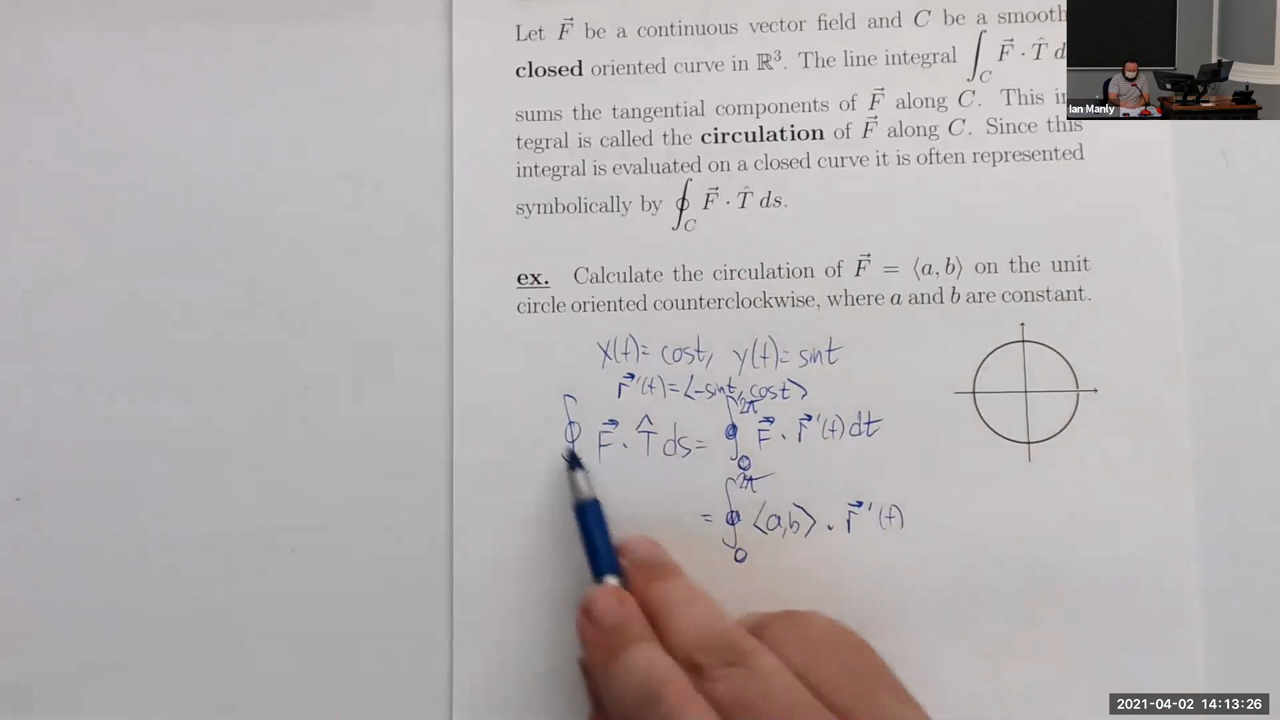 Let F⃗ be a continuous vector field and C be a smooth
closed oriented curve in ℝ³. The line integral ∫_C F⃗ · T̂ d
sums the tangential components of F⃗ along C. This in
tegral is called the circulation of F⃗ along C. Since this
integral is evaluated on a closed curve it is often represented
symbolically by ∮_C F⃗ · T̂ ds.
ex. Calculate the circulation of F⃗ = ⟨a, b⟩ on the unit
circle oriented counterclockwise, where a and b are constant.
x(t)= cost, y(t)= sint
r⃗'(t)=⟨-sint, cost⟩
∮ F⃗ · T̂ ds = ∮_0^2π F⃗ · r⃗'(t) dt
= ∮_0^2π ⟨a,b⟩ · r⃗'(t)
Ian Manly
2021-04-02 14:13:26